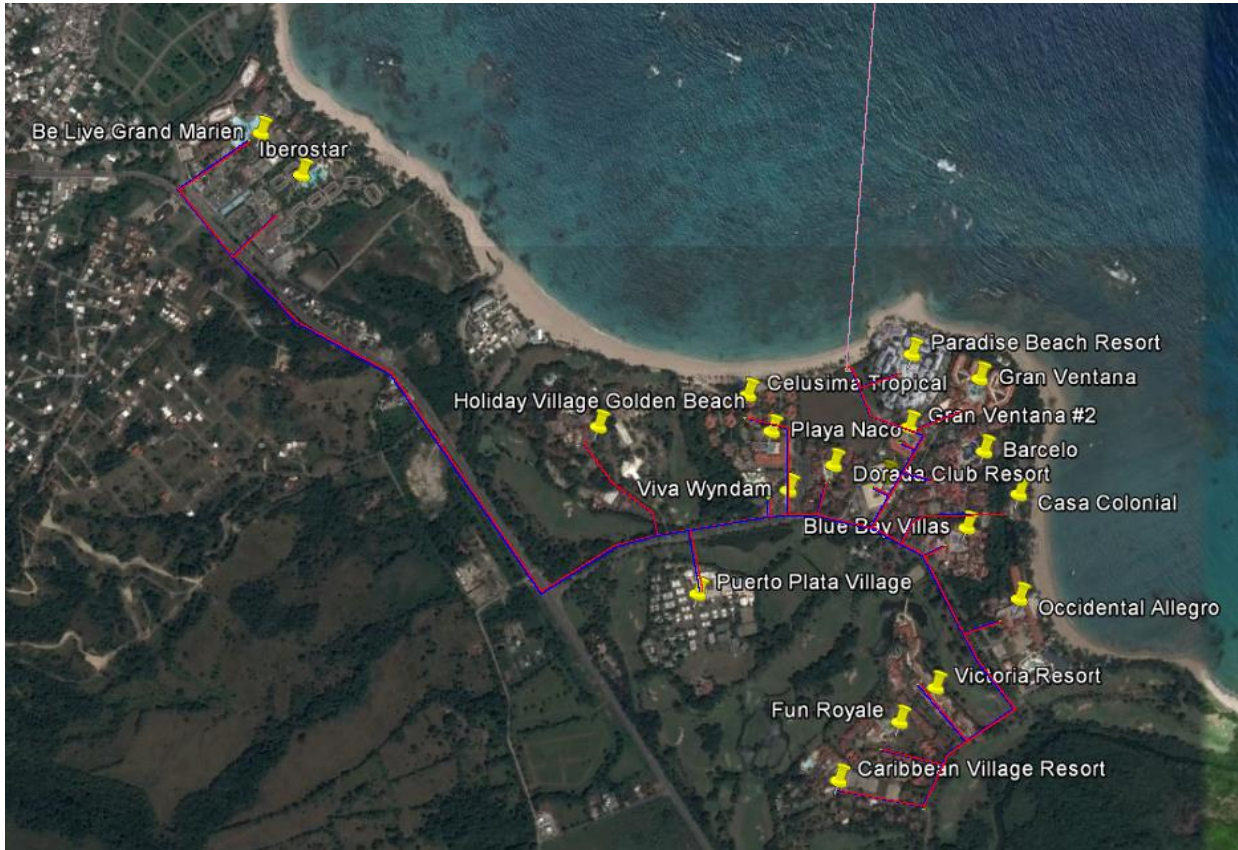 Be Live Grand Marien
Iberostar
Paradise Beach Resort
Gran Ventana
Celusima Tropical
Holiday Village Golden Beach
Gran Ventana #2
Playa Naco
Barcelo
Dorada Club Resort
Viva Wyndam
Casa Colonial
Blue Bay Villas
Puerto Plata Village
Occidental Allegro
Victoria Resort
Fun Royale
Caribbean Village Resort